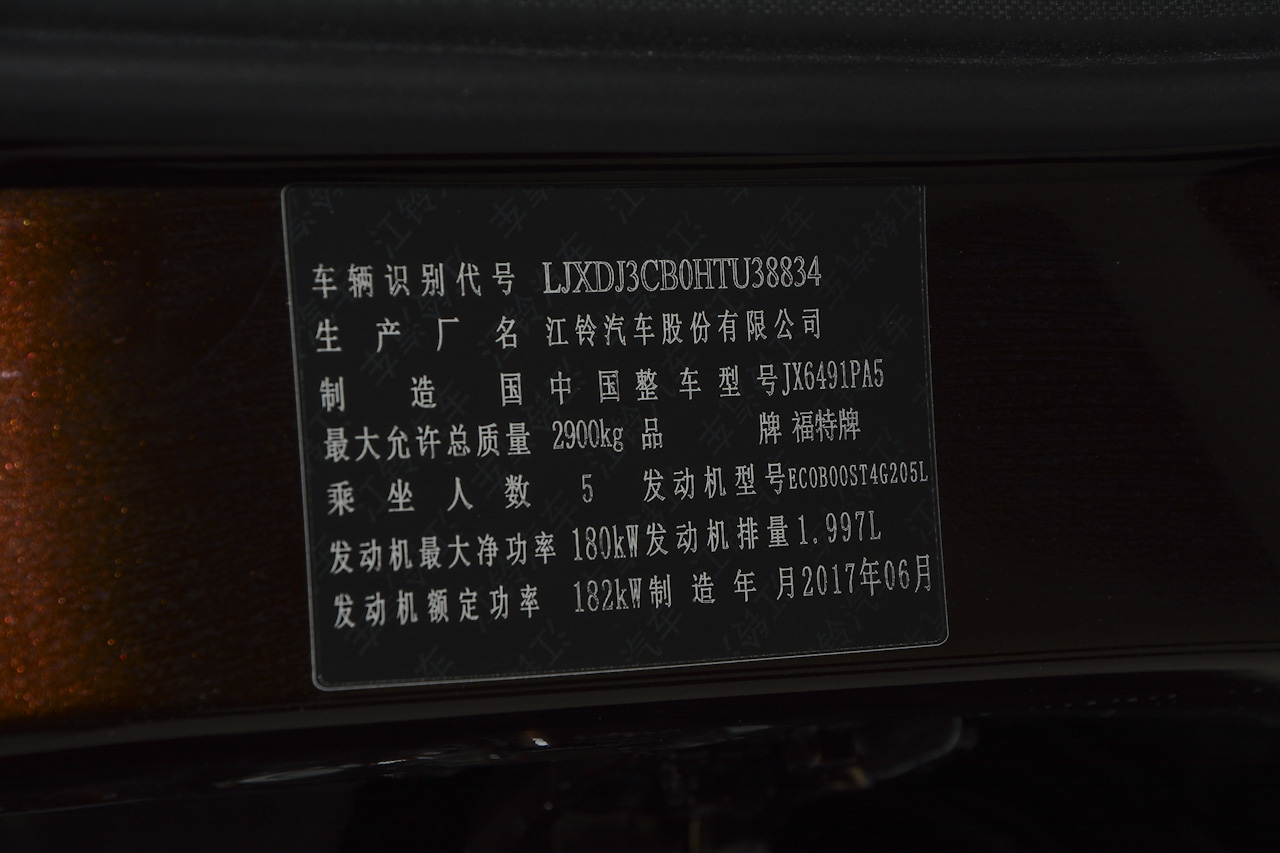 车辆识别代号 LJXDJ3CB0HTU38834
生产厂名 江铃汽车股份有限公司
制造国 中国 整车型号 JX6491PA5
最大允许总质量 2900kg 品牌 福特牌
乘坐人数 5 发动机型号 ECOBOOST4G205L
发动机最大净功率 180kW 发动机排量 1.997L
发动机额定功率 182kW 制造年月 2017年06月